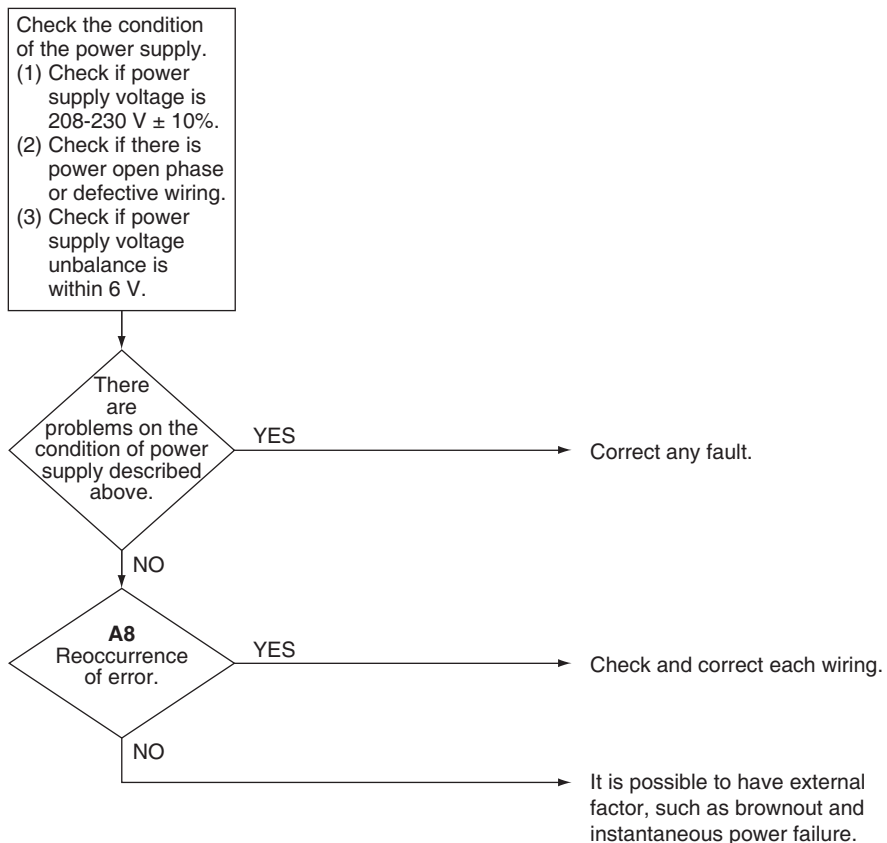 Check the condition
of the power supply.
(1) Check if power
supply voltage is
208-230 V ± 10%.
(2) Check if there is
power open phase
or defective wiring.
(3) Check if power
supply voltage
unbalance is
within 6 V.
There
are
problems on the
condition of power
supply described
above.
YES
Correct any fault.
NO
A8
Reoccurrence
of error.
YES
Check and correct each wiring.
NO
It is possible to have external
factor, such as brownout and
instantaneous power failure.